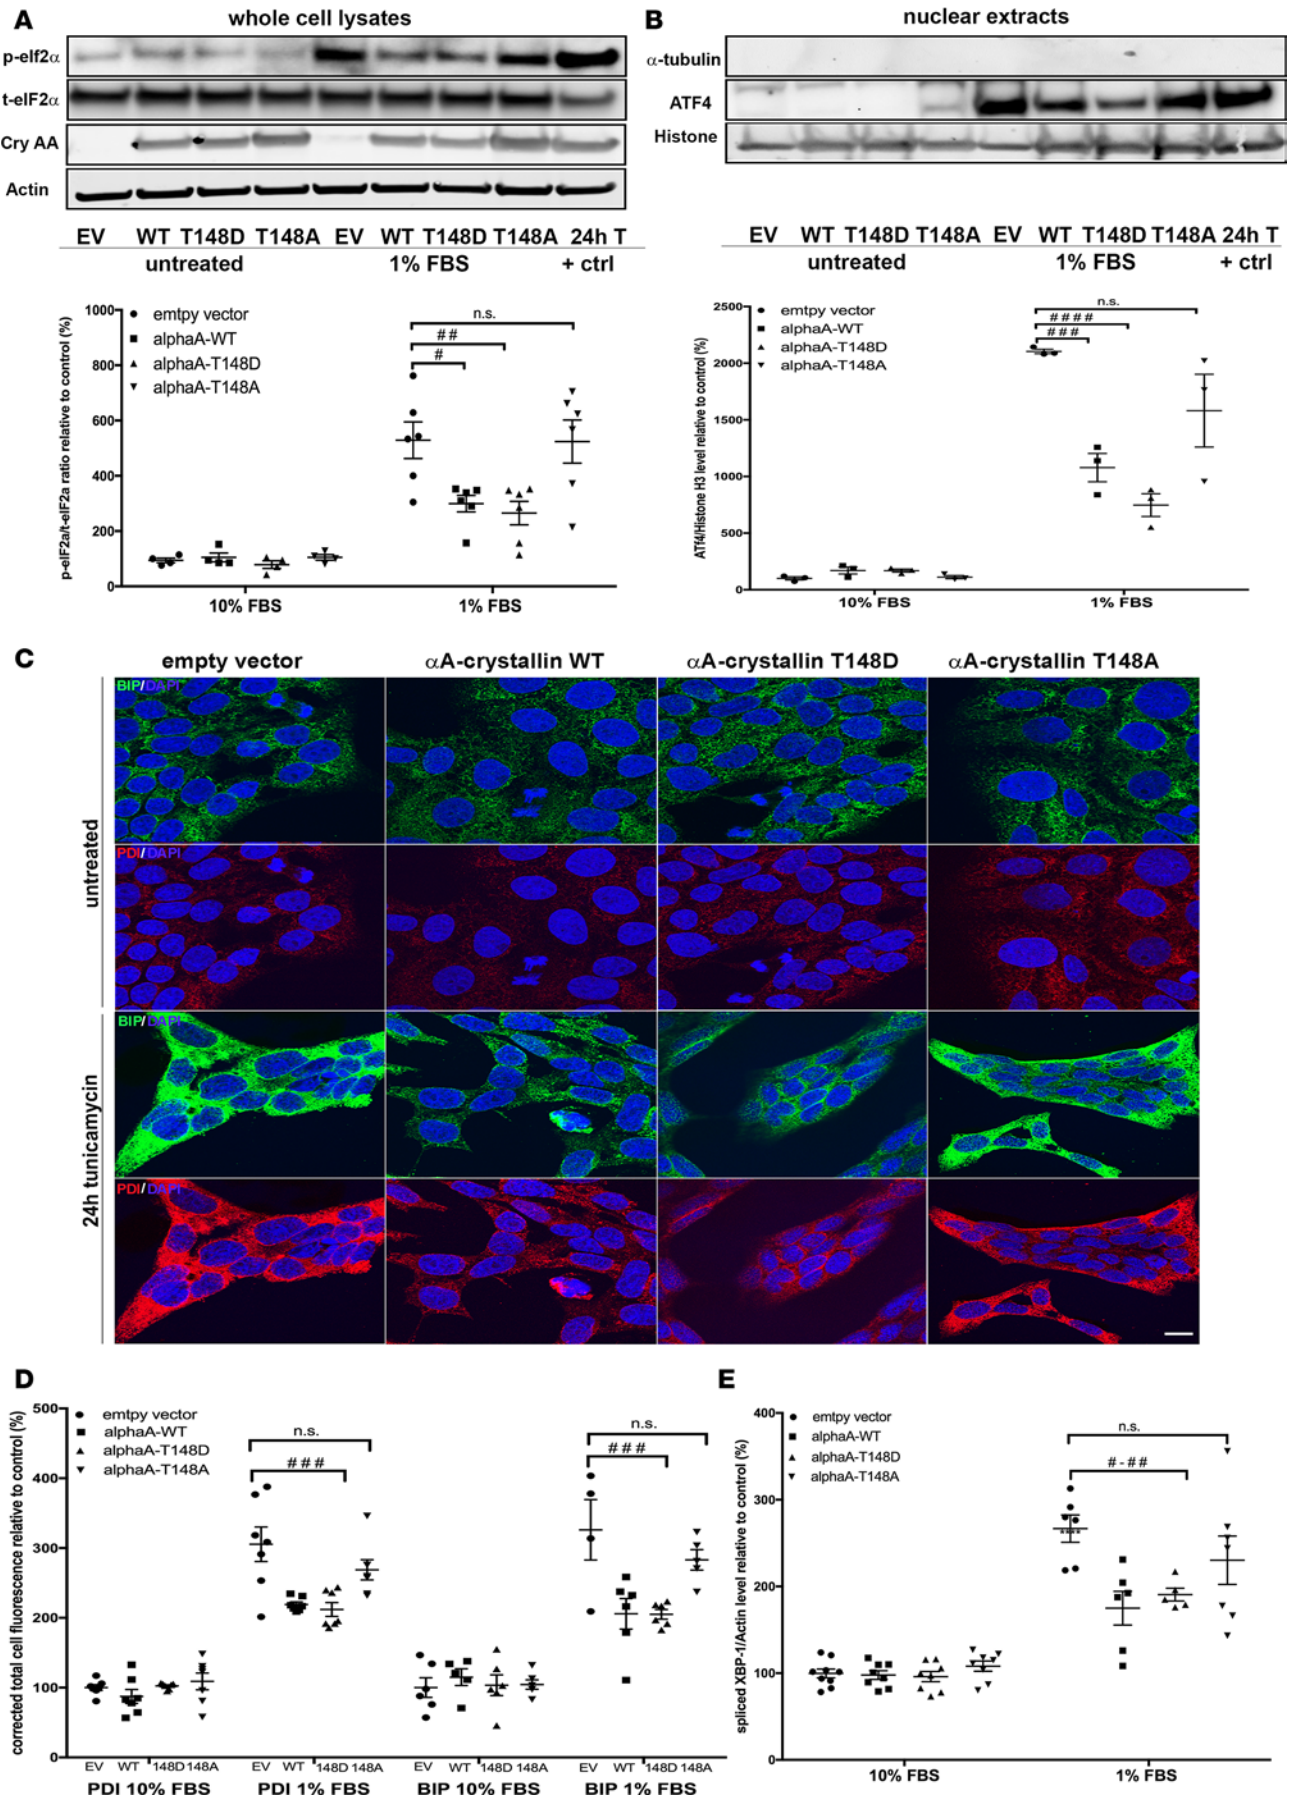 A
whole cell lysates
p-elf2α
t-eIF2α
Cry AA
Actin
EV WT T148D T148A EV WT T148D T148A 24h T
untreated 1% FBS + ctrl
B
nuclear extracts
α-tubulin
ATF4
Histone
EV WT T148D T148A EV WT T148D T148A 24h T
untreated 1% FBS + ctrl
p-eIF2a/t-eIF2a ratio relative to control (%)
1000
800
600
400
200
0
emtpy vector
alphaA-WT
alphaA-T148D
alphaA-T148A
n.s.
##
#
10% FBS 1% FBS
ATf4/Histone H3 level relative to control (%)
2500
2000
1500
1000
500
0
emtpy vector
alphaA-WT
alphaA-T148D
alphaA-T148A
n.s.
####
###
10% FBS 1% FBS
C
empty vector αA-crystallin WT αA-crystallin T148D αA-crystallin T148A
untreated
BIP/DAPI
PDI/DAPI
24h tunicamycin
BIP/DAPI
PDI/DAPI
D
corrected total cell fluorescence relative to control (%)
500
400
300
200
100
0
emtpy vector
alphaA-WT
alphaA-T148D
alphaA-T148A
n.s.
###
n.s.
###
EV WT 148D 148A EV WT 148D 148A EV WT 148D 148A EV WT 148D 148A
PDI 10% FBS PDI 1% FBS BIP 10% FBS BIP 1% FBS
E
spliced XBP-1/Actin level relative to control (%)
400
300
200
100
0
emtpy vector
alphaA-WT
alphaA-T148D
alphaA-T148A
n.s.
#-##
10% FBS 1% FBS